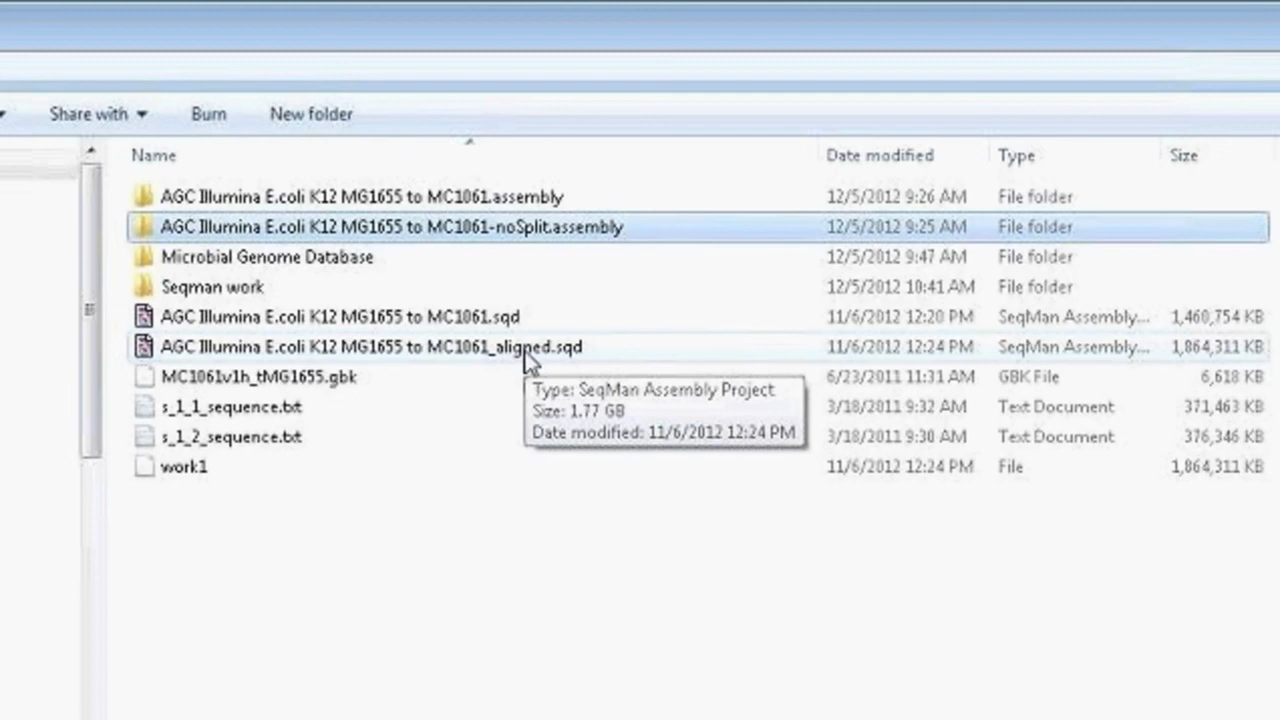 Share with Burn New folder
Name Date modified Type Size
AGC Illumina E.coli K12 MG1655 to MC1061.assembly 12/5/2012 9:26 AM File folder
AGC Illumina E.coli K12 MG1655 to MC1061-noSplit.assembly 12/5/2012 9:25 AM File folder
Microbial Genome Database 12/5/2012 9:47 AM File folder
Seqman work 12/5/2012 10:41 AM File folder
AGC Illumina E.coli K12 MG1655 to MC1061.sqd 11/6/2012 12:20 PM SeqMan Assembly... 1,460,754 KB
AGC Illumina E.coli K12 MG1655 to MC1061_aligned.sqd 11/6/2012 12:24 PM SeqMan Assembly... 1,864,311 KB
MC1061v1h_tMG1655.gbk 6/23/2011 11:31 AM GBK File 6,618 KB
Type: SeqMan Assembly Project
Size: 1.77 GB
Date modified: 11/6/2012 12:24 PM
s_1_1_sequence.txt 3/18/2011 9:32 AM Text Document 371,463 KB
s_1_2_sequence.txt 3/18/2011 9:30 AM Text Document 376,346 KB
work1 11/6/2012 12:24 PM File 1,864,311 KB